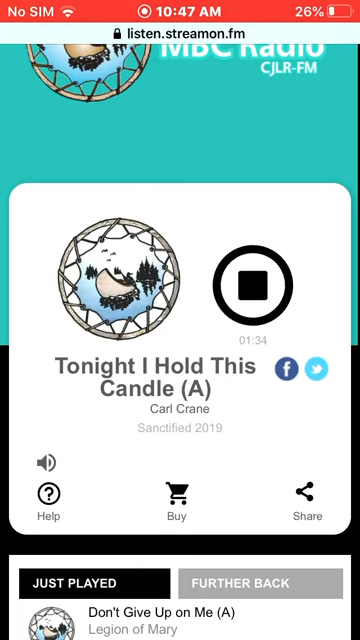 No SIM 10:47 AM 26%
listen.streamon.fm
MBC Radio
CJLR-FM
01:34
Tonight I Hold This
Candle (A)
Carl Crane
Sanctified 2019
Help Buy Share
JUST PLAYED FURTHER BACK
Don't Give Up on Me (A)
Legion of Mary